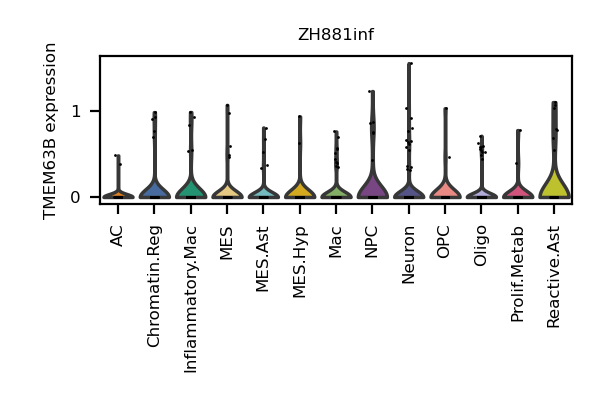 ZH881inf
TMEM63B expression
1
0
AC
Chromatin.Reg
Inflammatory.Mac
MES
MES.Ast
MES.Hyp
Mac
NPC
Neuron
OPC
Oligo
Prolif.Metab
Reactive.Ast